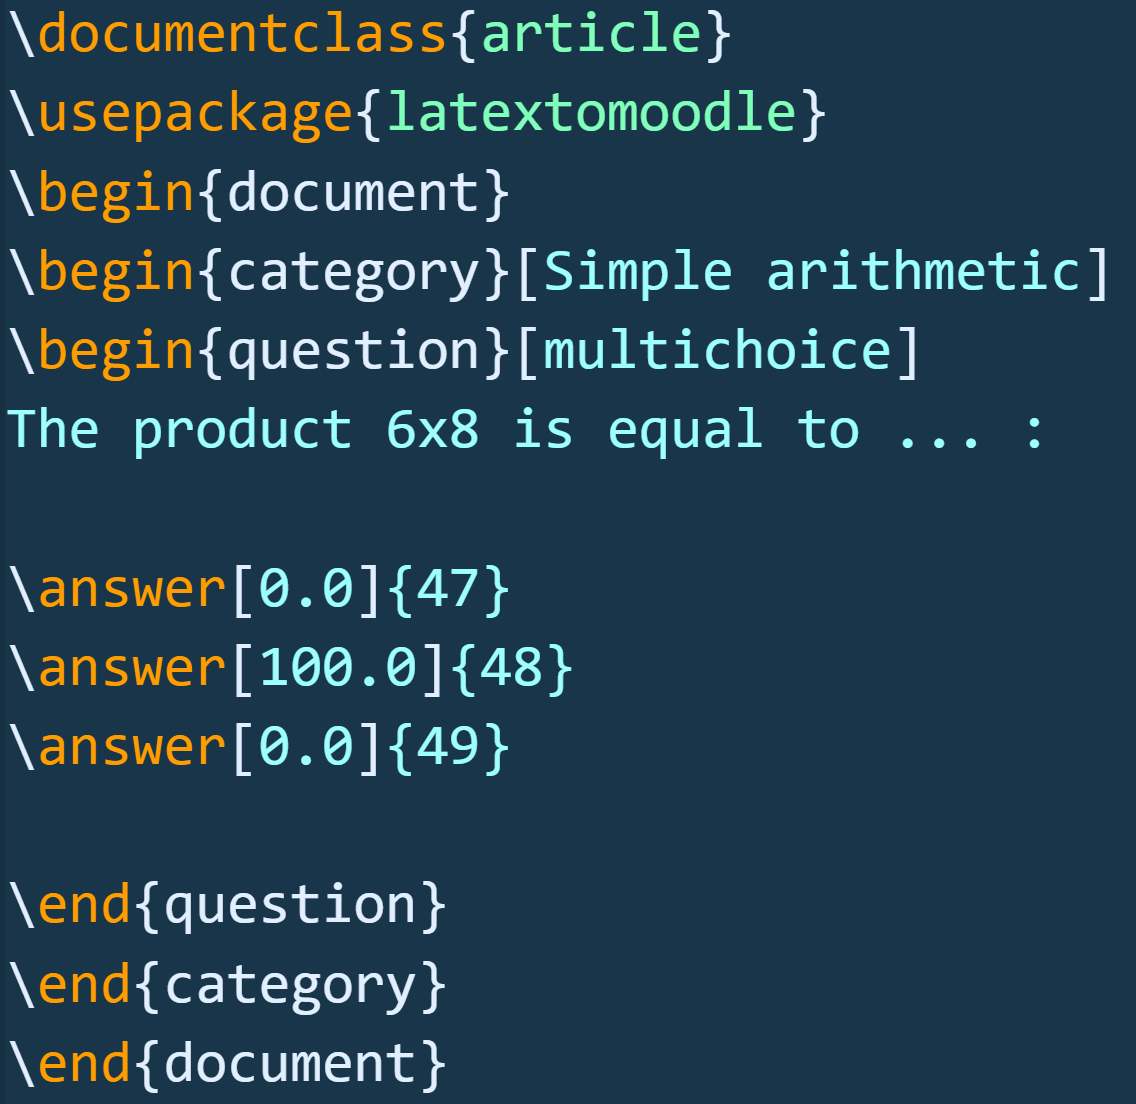 \documentclass{article}
\usepackage{latextomoodle}
\begin{document}
\begin{category}[Simple arithmetic]
\begin{question}[multichoice]
The product 6x8 is equal to ... :
\answer[0.0]{47}
\answer[100.0]{48}
\answer[0.0]{49}
\end{question}
\end{category}
\end{document}